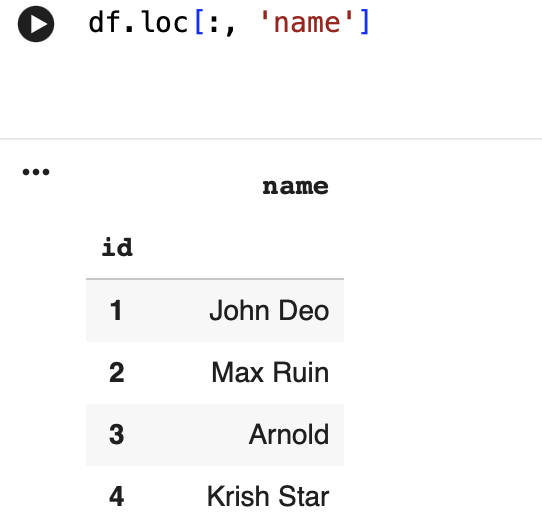 df.loc[:, 'name']
name
id
1 John Deo
2 Max Ruin
3 Arnold
4 Krish Star